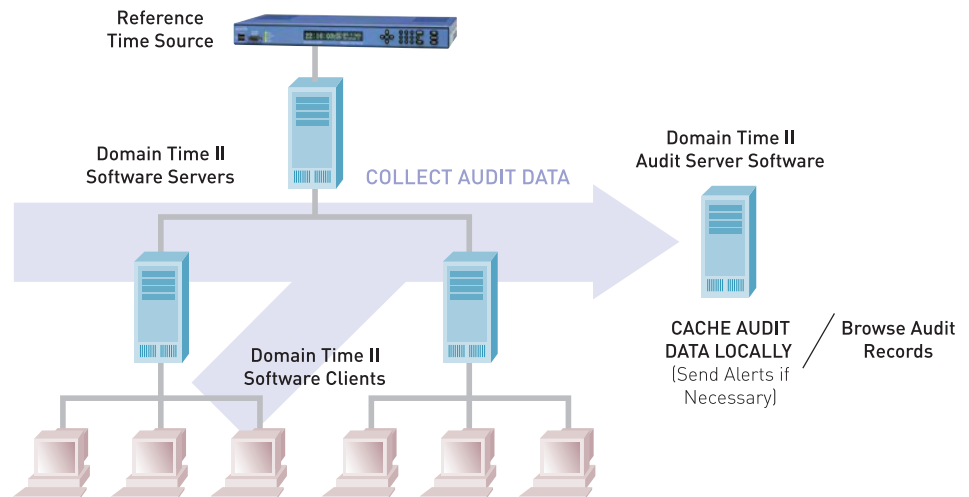 Reference
Time Source
Domain Time II
Software Servers
COLLECT AUDIT DATA
Domain Time II
Audit Server Software
Domain Time II
Software Clients
CACHE AUDIT
DATA LOCALLY
(Send Alerts if
Necessary)
Browse Audit
Records